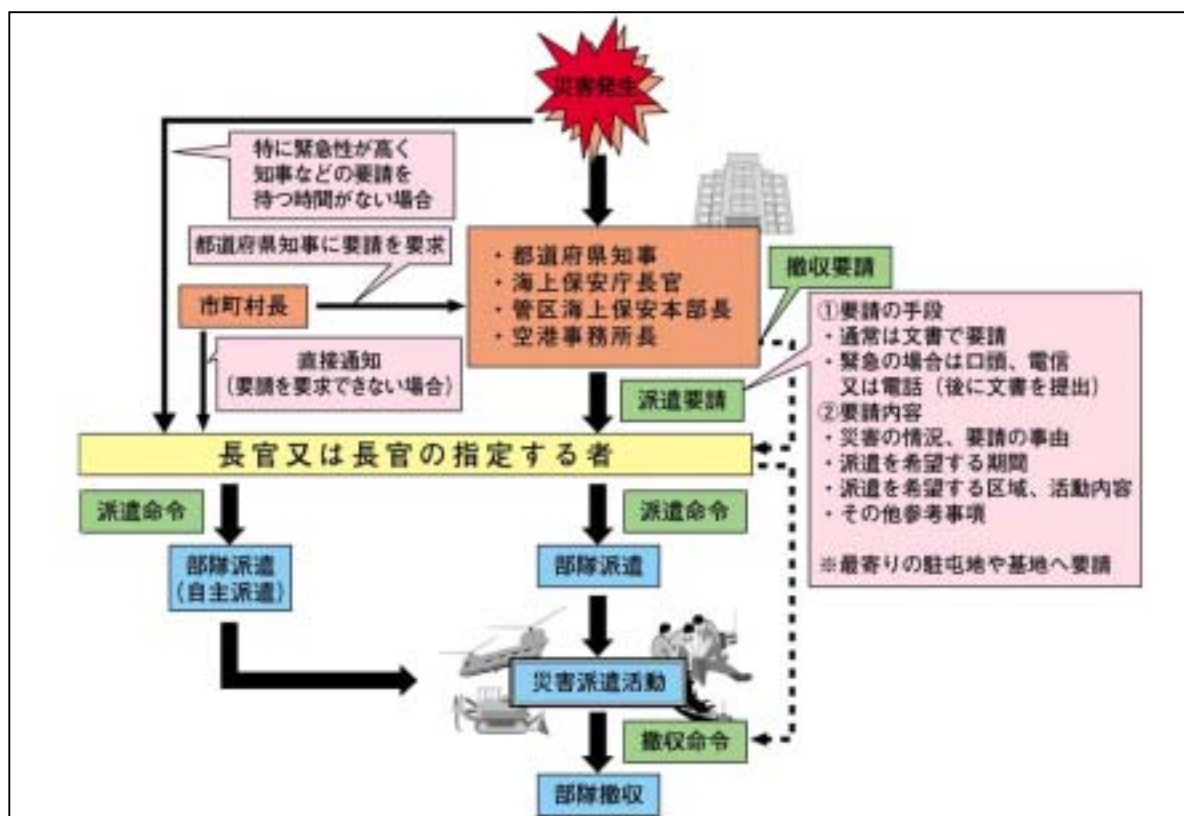 災害発生
特に緊急性が高く
知事などの要請を
待つ時間がない場合
都道府県知事に要請を要求
市町村長
・都道府県知事
・海上保安庁長官
・管区海上保安本部長
・空港事務所長
撤収要請
直接通知
(要請を要求できない場合)
派遣要請
①要請の手段
・通常は文書で要請
・緊急の場合は口頭、電信
又は電話(後に文書を提出)
②要請内容
・災害の情況、要請の事由
・派遣を希望する期間
・派遣を希望する区域、活動内容
・その他参考事項
※最寄りの駐屯地や基地へ要請
長官又は長官の指定する者
派遣命令
派遣命令
部隊派遣
(自主派遣)
部隊派遣
災害派遣活動
撤収命令
部隊撤収